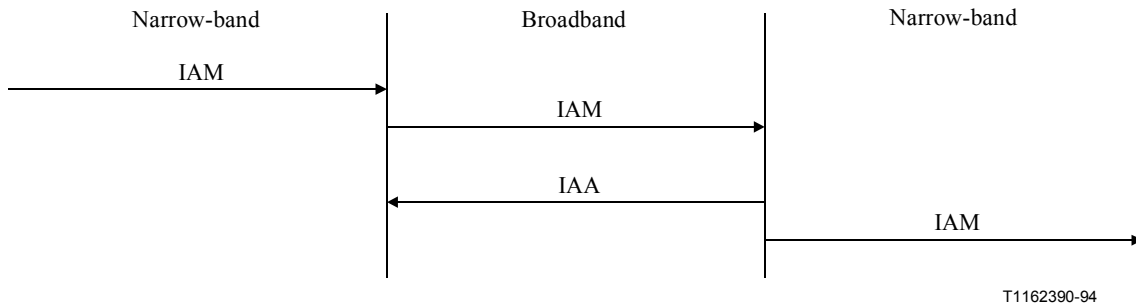 Narrow-band Broadband Narrow-band
IAM
IAM
IAA
IAM
T1162390-94